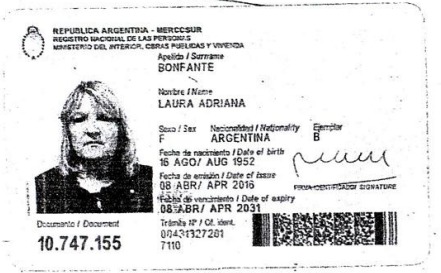 REPUBLICA ARGENTINA - MERCOSUR
REGISTRO NACIONAL DE LAS PERSONAS
MINISTERIO DEL INTERIOR, OBRAS PUBLICAS Y VIVIENDA
Apellido / Surname
BONFANTE
Nombre / Name
LAURA ADRIANA
Sexo / Sex Nacionalidad / Nationality Ejemplar
F ARGENTINA B
Fecha de nacimiento / Date of birth
16 AGO/ AUG 1952
Fecha de emisión / Date of issue
08 ABR/ APR 2016
FIRMA IDENTIFICADO/ SIGNATURE
Fecha de vencimiento / Date of expiry
08 ABR/ APR 2031
Documento / Document
10.747.155
Trámite Nº / Of. ident.
00431327281
7110